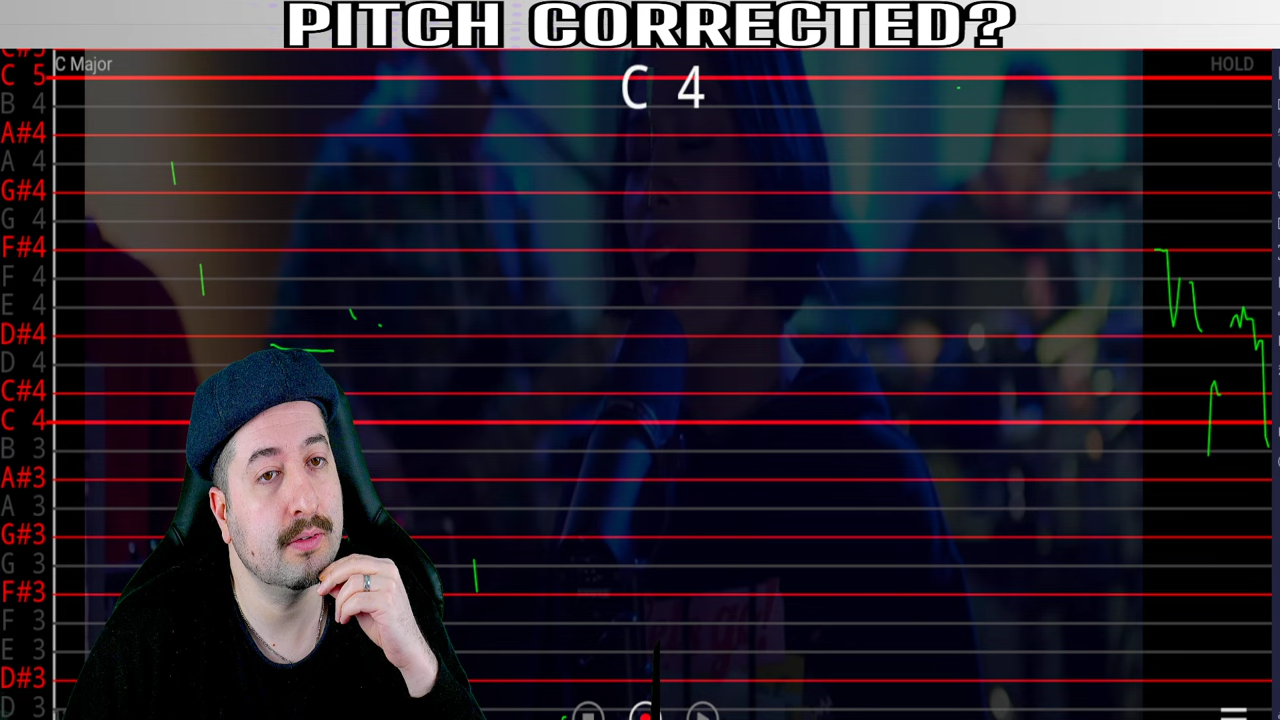 PITCH CORRECTED?
C#5
C Major
HOLD
C 5
C 4
B 4
A#4
A 4
G#4
G 4
F#4
F 4
E 4
D#4
D 4
C#4
C 4
B 3
A#3
A 3
G#3
G 3
F#3
F 3
E 3
D#3
D 3